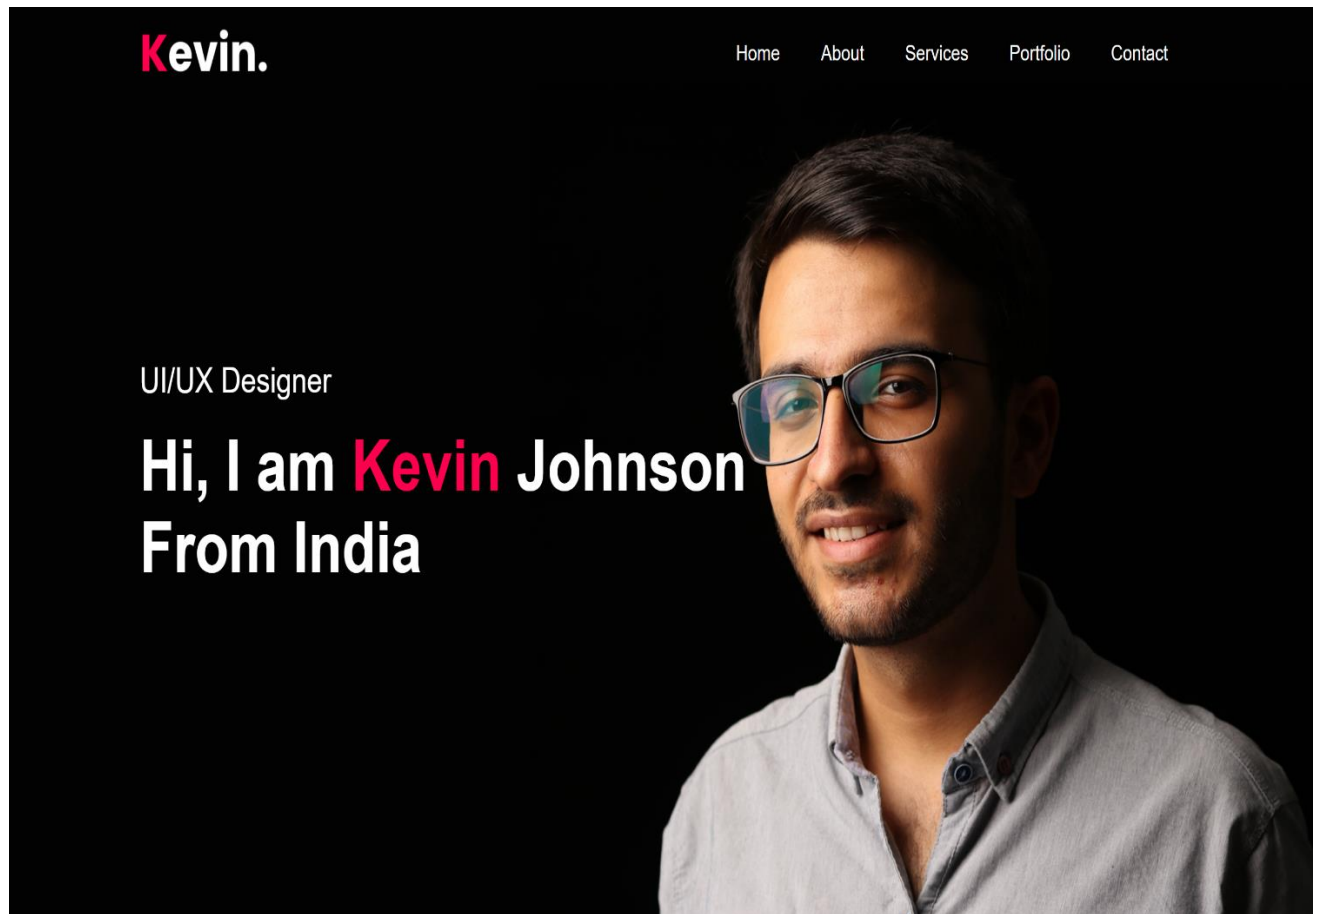 Kevin.
Home About Services Portfolio Contact
UI/UX Designer
Hi, I am Kevin Johnson
From India